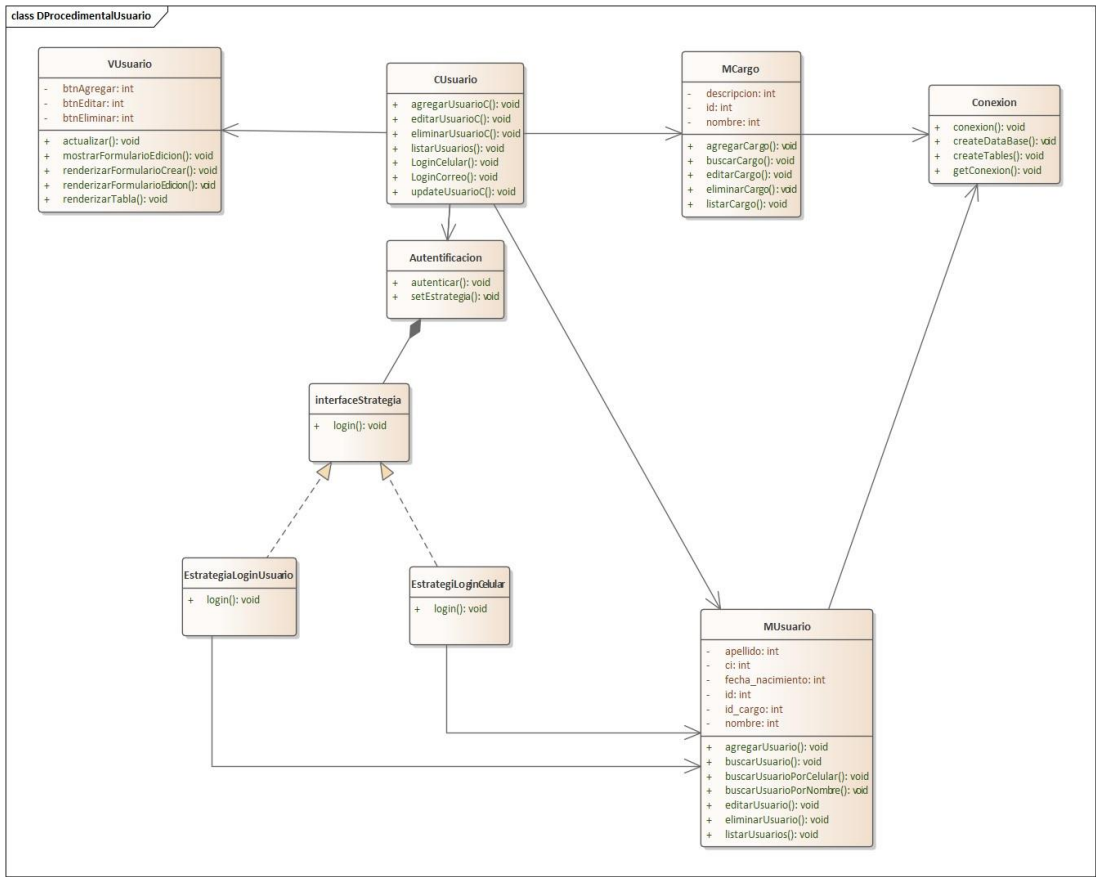 class DProcedimentalUsuario
VUsuario
- btnAgregar: int
- btnEditar: int
- btnEliminar: int
+ actualizar(): void
+ mostrarFormularioEdicion(): void
+ renderizarFormularioCrear(): void
+ renderizarFormularioEdicion(): void
+ renderizarTabla(): void
CUsuario
+ agregarUsuarioC(): void
+ editarUsuarioC(): void
+ eliminarUsuarioC(): void
+ listarUsuarios(): void
+ LoginCelular(): void
+ LoginCorreo(): void
+ updateUsuarioC(): void
MCargo
- descripcion: int
- id: int
- nombre: int
+ agregarCargo(): void
+ buscarCargo(): void
+ editarCargo(): void
+ eliminarCargo(): void
+ listarCargo(): void
Conexion
+ conexion(): void
+ createDataBase(): void
+ createTables(): void
+ getConexion(): void
Autentificacion
+ autenticar(): void
+ setEstrategia(): void
interfaceStrategia
+ login(): void
EstrategiaLoginUsuario
+ login(): void
EstrategiLoginCelular
+ login(): void
MUsuario
- apellido: int
- ci: int
- fecha_nacimiento: int
- id: int
- id_cargo: int
- nombre: int
+ agregarUsuario(): void
+ buscarUsuario(): void
+ buscarUsuarioPorCelular(): void
+ buscarUsuarioPorNombre(): void
+ editarUsuario(): void
+ eliminarUsuario(): void
+ listarUsuarios(): void